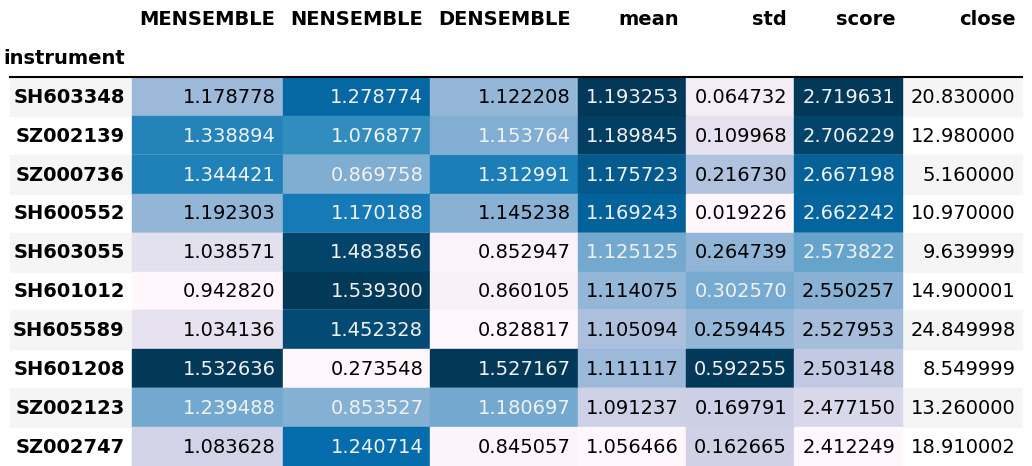 MENSEMBLE NENSEMBLE DENSEMBLE mean std score close
instrument
SH603348 1.178778 1.278774 1.122208 1.193253 0.064732 2.719631 20.830000
SZ002139 1.338894 1.076877 1.153764 1.189845 0.109968 2.706229 12.980000
SZ000736 1.344421 0.869758 1.312991 1.175723 0.216730 2.667198 5.160000
SH600552 1.192303 1.170188 1.145238 1.169243 0.019226 2.662242 10.970000
SH603055 1.038571 1.483856 0.852947 1.125125 0.264739 2.573822 9.639999
SH601012 0.942820 1.539300 0.860105 1.114075 0.302570 2.550257 14.900001
SH605589 1.034136 1.452328 0.828817 1.105094 0.259445 2.527953 24.849998
SH601208 1.532636 0.273548 1.527167 1.111117 0.592255 2.503148 8.549999
SZ002123 1.239488 0.853527 1.180697 1.091237 0.169791 2.477150 13.260000
SZ002747 1.083628 1.240714 0.845057 1.056466 0.162665 2.412249 18.910002